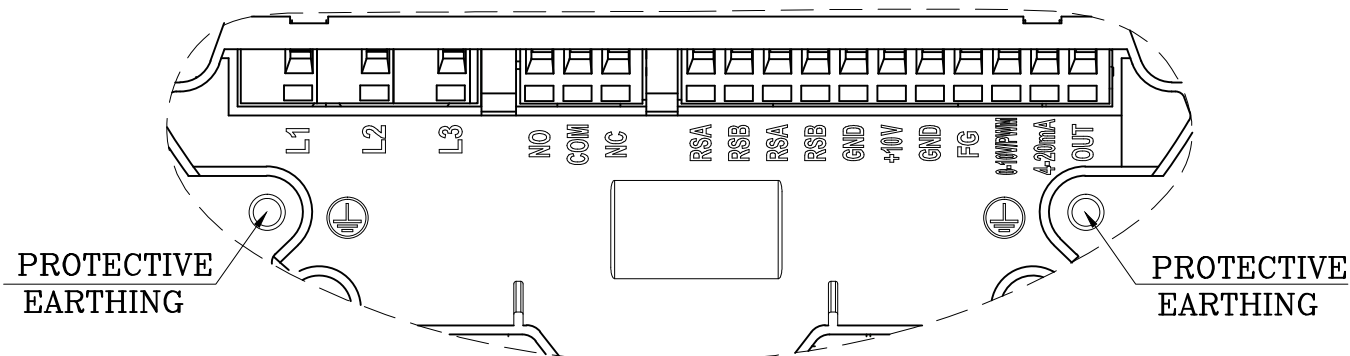 L1
L2
L3
NO
COM
NC
RSA
RSB
RSA
RSB
GND
+10V
GND
FG
0-10V/PWM
4-20mA
OUT
PROTECTIVE
EARTHING
PROTECTIVE
EARTHING